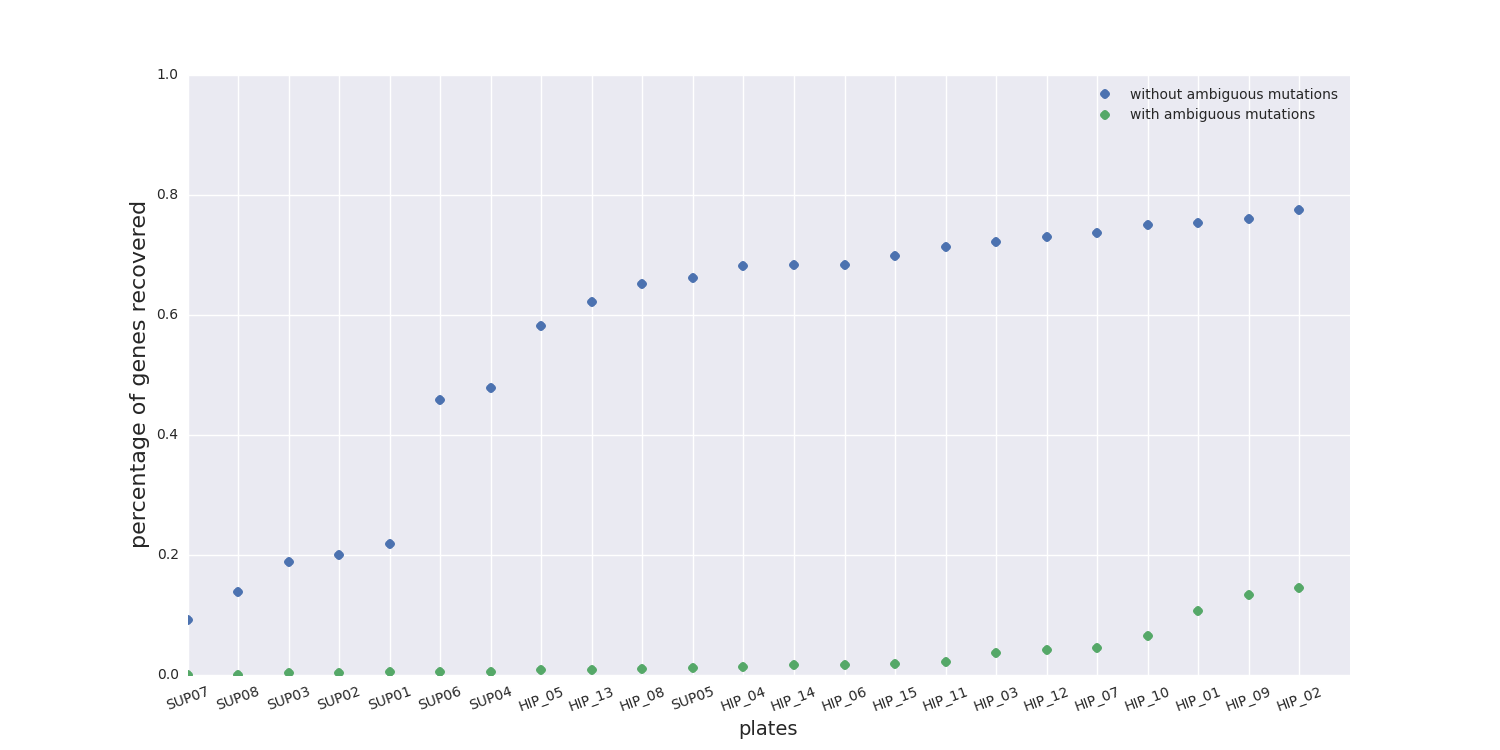 1.0
without ambiguous mutations
with ambiguous mutations
0.8
0.6
0.4
0.2
0.0
percentage of genes recovered
SUP07 SUP08 SUP03 SUP02 SUP01 SUP06 SUP04 HIP_05 HIP_13 HIP_08 SUP05 HIP_04 HIP_14 HIP_06 HIP_15 HIP_11 HIP_03 HIP_12 HIP_07 HIP_10 HIP_01 HIP_09 HIP_02
plates